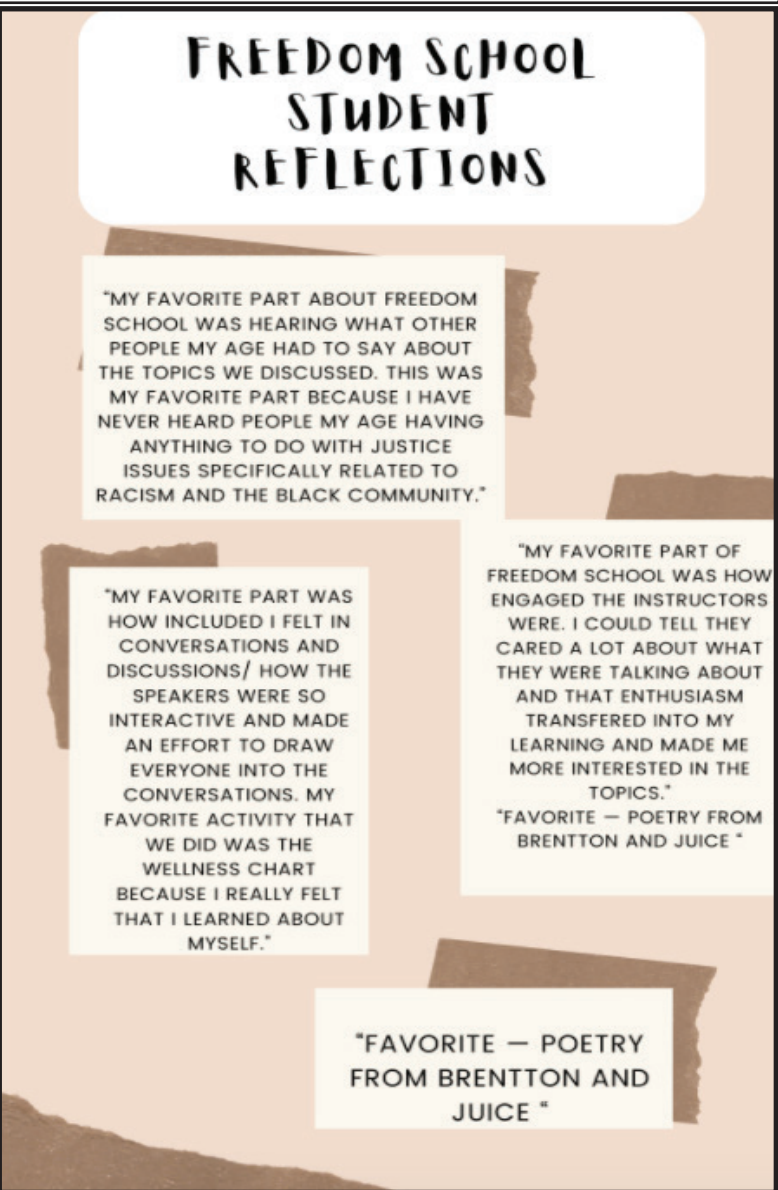 FREEDOM SCHOOL
STUDENT
REFLECTIONS
"MY FAVORITE PART ABOUT FREEDOM
SCHOOL WAS HEARING WHAT OTHER
PEOPLE MY AGE HAD TO SAY ABOUT
THE TOPICS WE DISCUSSED. THIS WAS
MY FAVORITE PART BECAUSE I HAVE
NEVER HEARD PEOPLE MY AGE HAVING
ANYTHING TO DO WITH JUSTICE
ISSUES SPECIFICALLY RELATED TO
RACISM AND THE BLACK COMMUNITY."
"MY FAVORITE PART WAS
HOW INCLUDED I FELT IN
CONVERSATIONS AND
DISCUSSIONS/ HOW THE
SPEAKERS WERE SO
INTERACTIVE AND MADE
AN EFFORT TO DRAW
EVERYONE INTO THE
CONVERSATIONS. MY
FAVORITE ACTIVITY THAT
WE DID WAS THE
WELLNESS CHART
BECAUSE I REALLY FELT
THAT I LEARNED ABOUT
MYSELF."
"MY FAVORITE PART OF
FREEDOM SCHOOL WAS HOW
ENGAGED THE INSTRUCTORS
WERE. I COULD TELL THEY
CARED A LOT ABOUT WHAT
THEY WERE TALKING ABOUT
AND THAT ENTHUSIASM
TRANSFERED INTO MY
LEARNING AND MADE ME
MORE INTERESTED IN THE
TOPICS."
"FAVORITE — POETRY FROM
BRENTTON AND JUICE "
"FAVORITE — POETRY
FROM BRENTTON AND
JUICE "